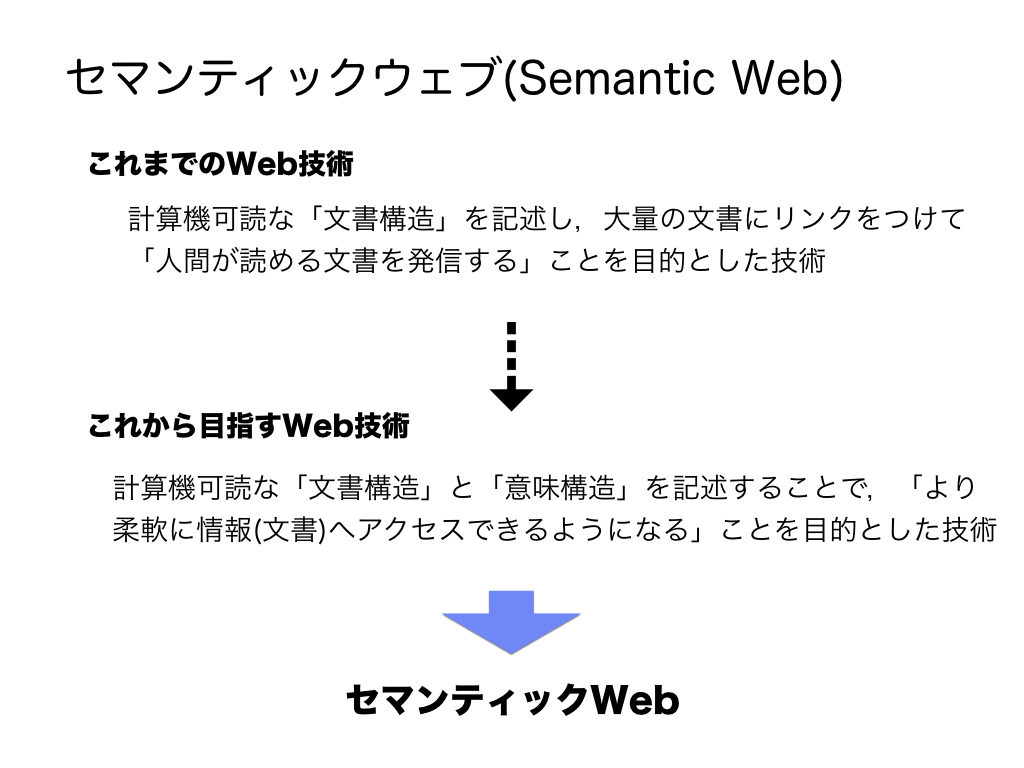 セマンティックウェブ(Semantic Web)
これまでのWeb技術
計算機可読な「文書構造」を記述し，大量の文書にリンクをつけて
「人間が読める文書を発信する」ことを目的とした技術
これから目指すWeb技術
計算機可読な「文書構造」と「意味構造」を記述することで，「より
柔軟に情報(文書)へアクセスできるようになる」ことを目的とした技術
セマンティックWeb